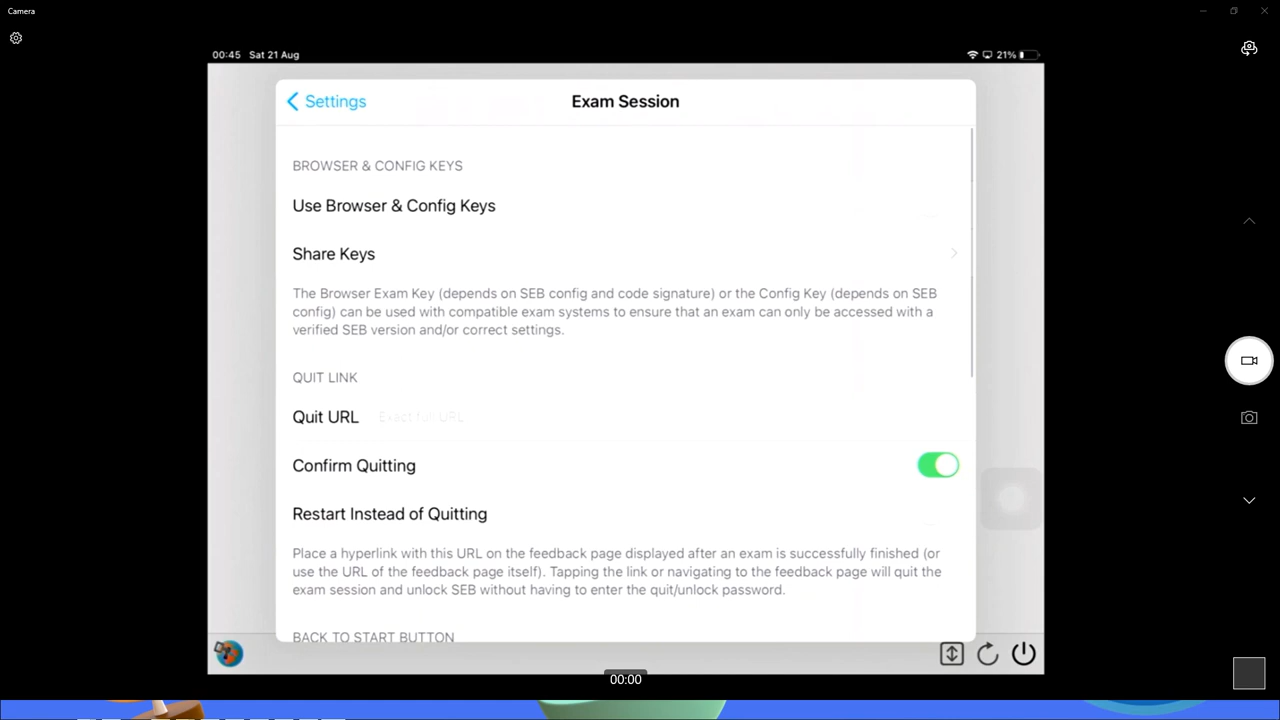 Camera
00:45 Sat 21 Aug
21%
Settings
Exam Session
BROWSER & CONFIG KEYS
Use Browser & Config Keys
Share Keys
The Browser Exam Key (depends on SEB config and code signature) or the Config Key (depends on SEB
config) can be used with compatible exam systems to ensure that an exam can only be accessed with a
verified SEB version and/or correct settings.
QUIT LINK
Quit URL Exact full URL
Confirm Quitting
Restart Instead of Quitting
Place a hyperlink with this URL on the feedback page displayed after an exam is successfully finished (or
use the URL of the feedback page itself). Tapping the link or navigating to the feedback page will quit the
exam session and unlock SEB without having to enter the quit/unlock password.
BACK TO START BUTTON
00:00